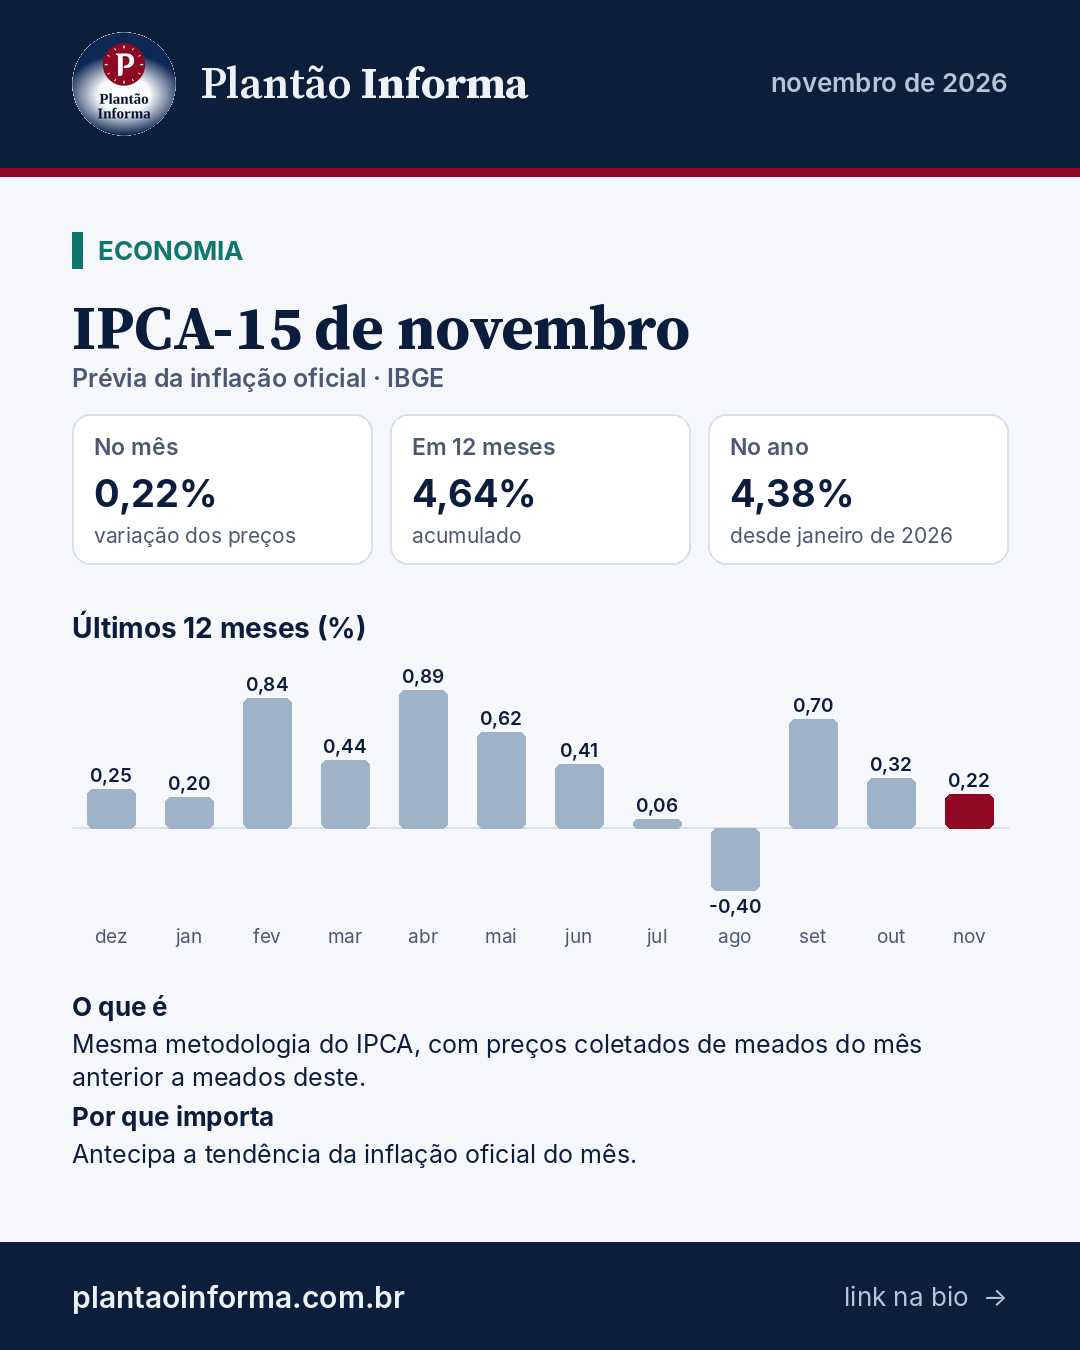 P
Plantão
Informa
Plantão Informa
novembro de 2026
ECONOMIA
IPCA-15 de novembro
Prévia da inflação oficial · IBGE
No mês
0,22%
variação dos preços
Em 12 meses
4,64%
acumulado
No ano
4,38%
desde janeiro de 2026
Últimos 12 meses (%)
0,25
0,20
0,84
0,44
0,89
0,62
0,41
0,06
-0,40
0,70
0,32
0,22
dez jan fev mar abr mai jun jul ago set out nov
O que é
Mesma metodologia do IPCA, com preços coletados de meados do mês
anterior a meados deste.
Por que importa
Antecipa a tendência da inflação oficial do mês.
plantaoinforma.com.br
link na bio →